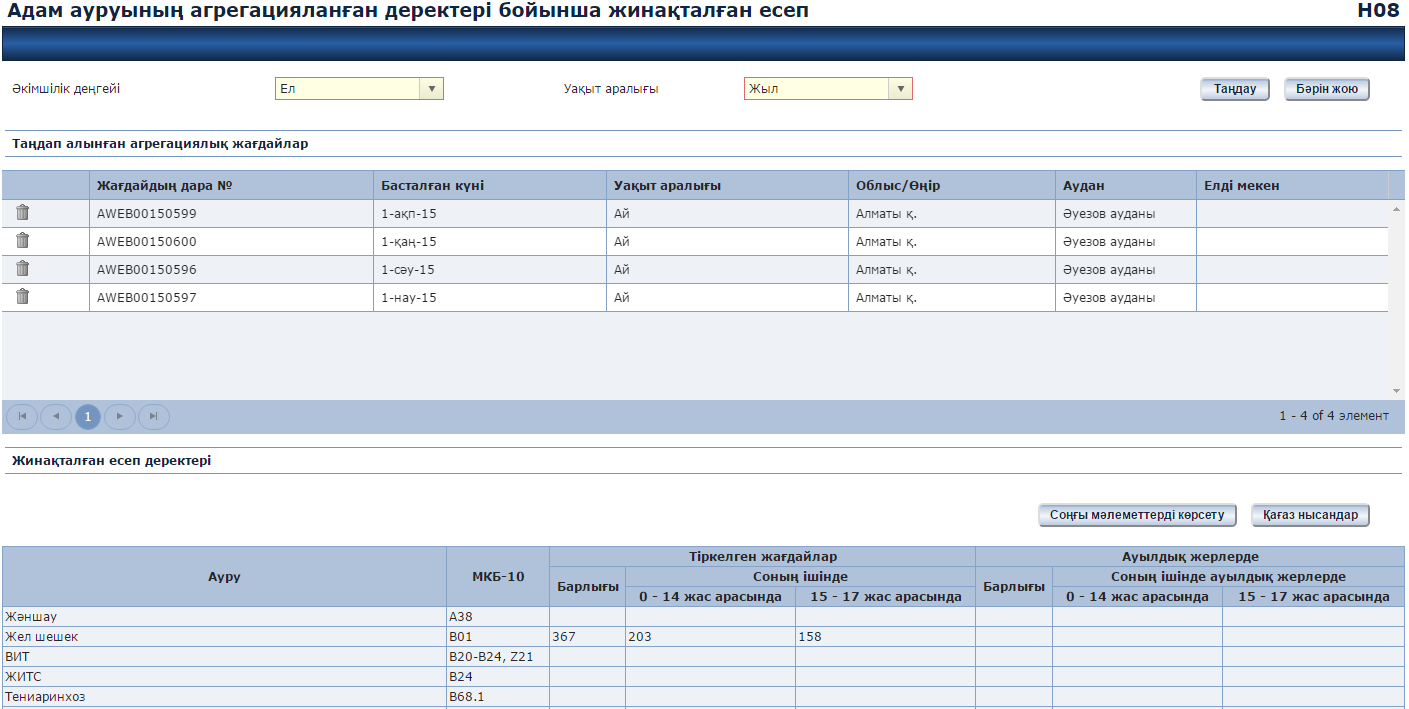 Адам ауруының агрегацияланған деректері бойынша жинақталған есеп H08
Әкімшілік деңгейі Ел Уақыт аралығы Жыл Таңдау Бәрін жою
Таңдап алынған агрегациялық жағдайлар
Жағдайдың дара № Басталған күні Уақыт аралығы Облыс/Өңір Аудан Елді мекен
AWEB00150599 1-ақп-15 Ай Алматы қ. Әуезов ауданы
AWEB00150600 1-қаң-15 Ай Алматы қ. Әуезов ауданы
AWEB00150596 1-сәу-15 Ай Алматы қ. Әуезов ауданы
AWEB00150597 1-нау-15 Ай Алматы қ. Әуезов ауданы
1 1 - 4 of 4 элемент
Жинақталған есеп деректері
Соңғы мәлеметтерді көрсету Қағаз нысандар
Ауру МКБ-10 Тіркелген жағдайлар Ауылдық жерлерде
Барлығы Соның ішінде Барлығы Соның ішінде ауылдық жерлерде
0 - 14 жас арасында 15 - 17 жас арасында 0 - 14 жас арасында 15 - 17 жас арасында
Жәншау A38
Жел шешек B01 367 203 158
ВИТ B20-B24, Z21
ЖИТС B24
Тениаринхоз B68.1